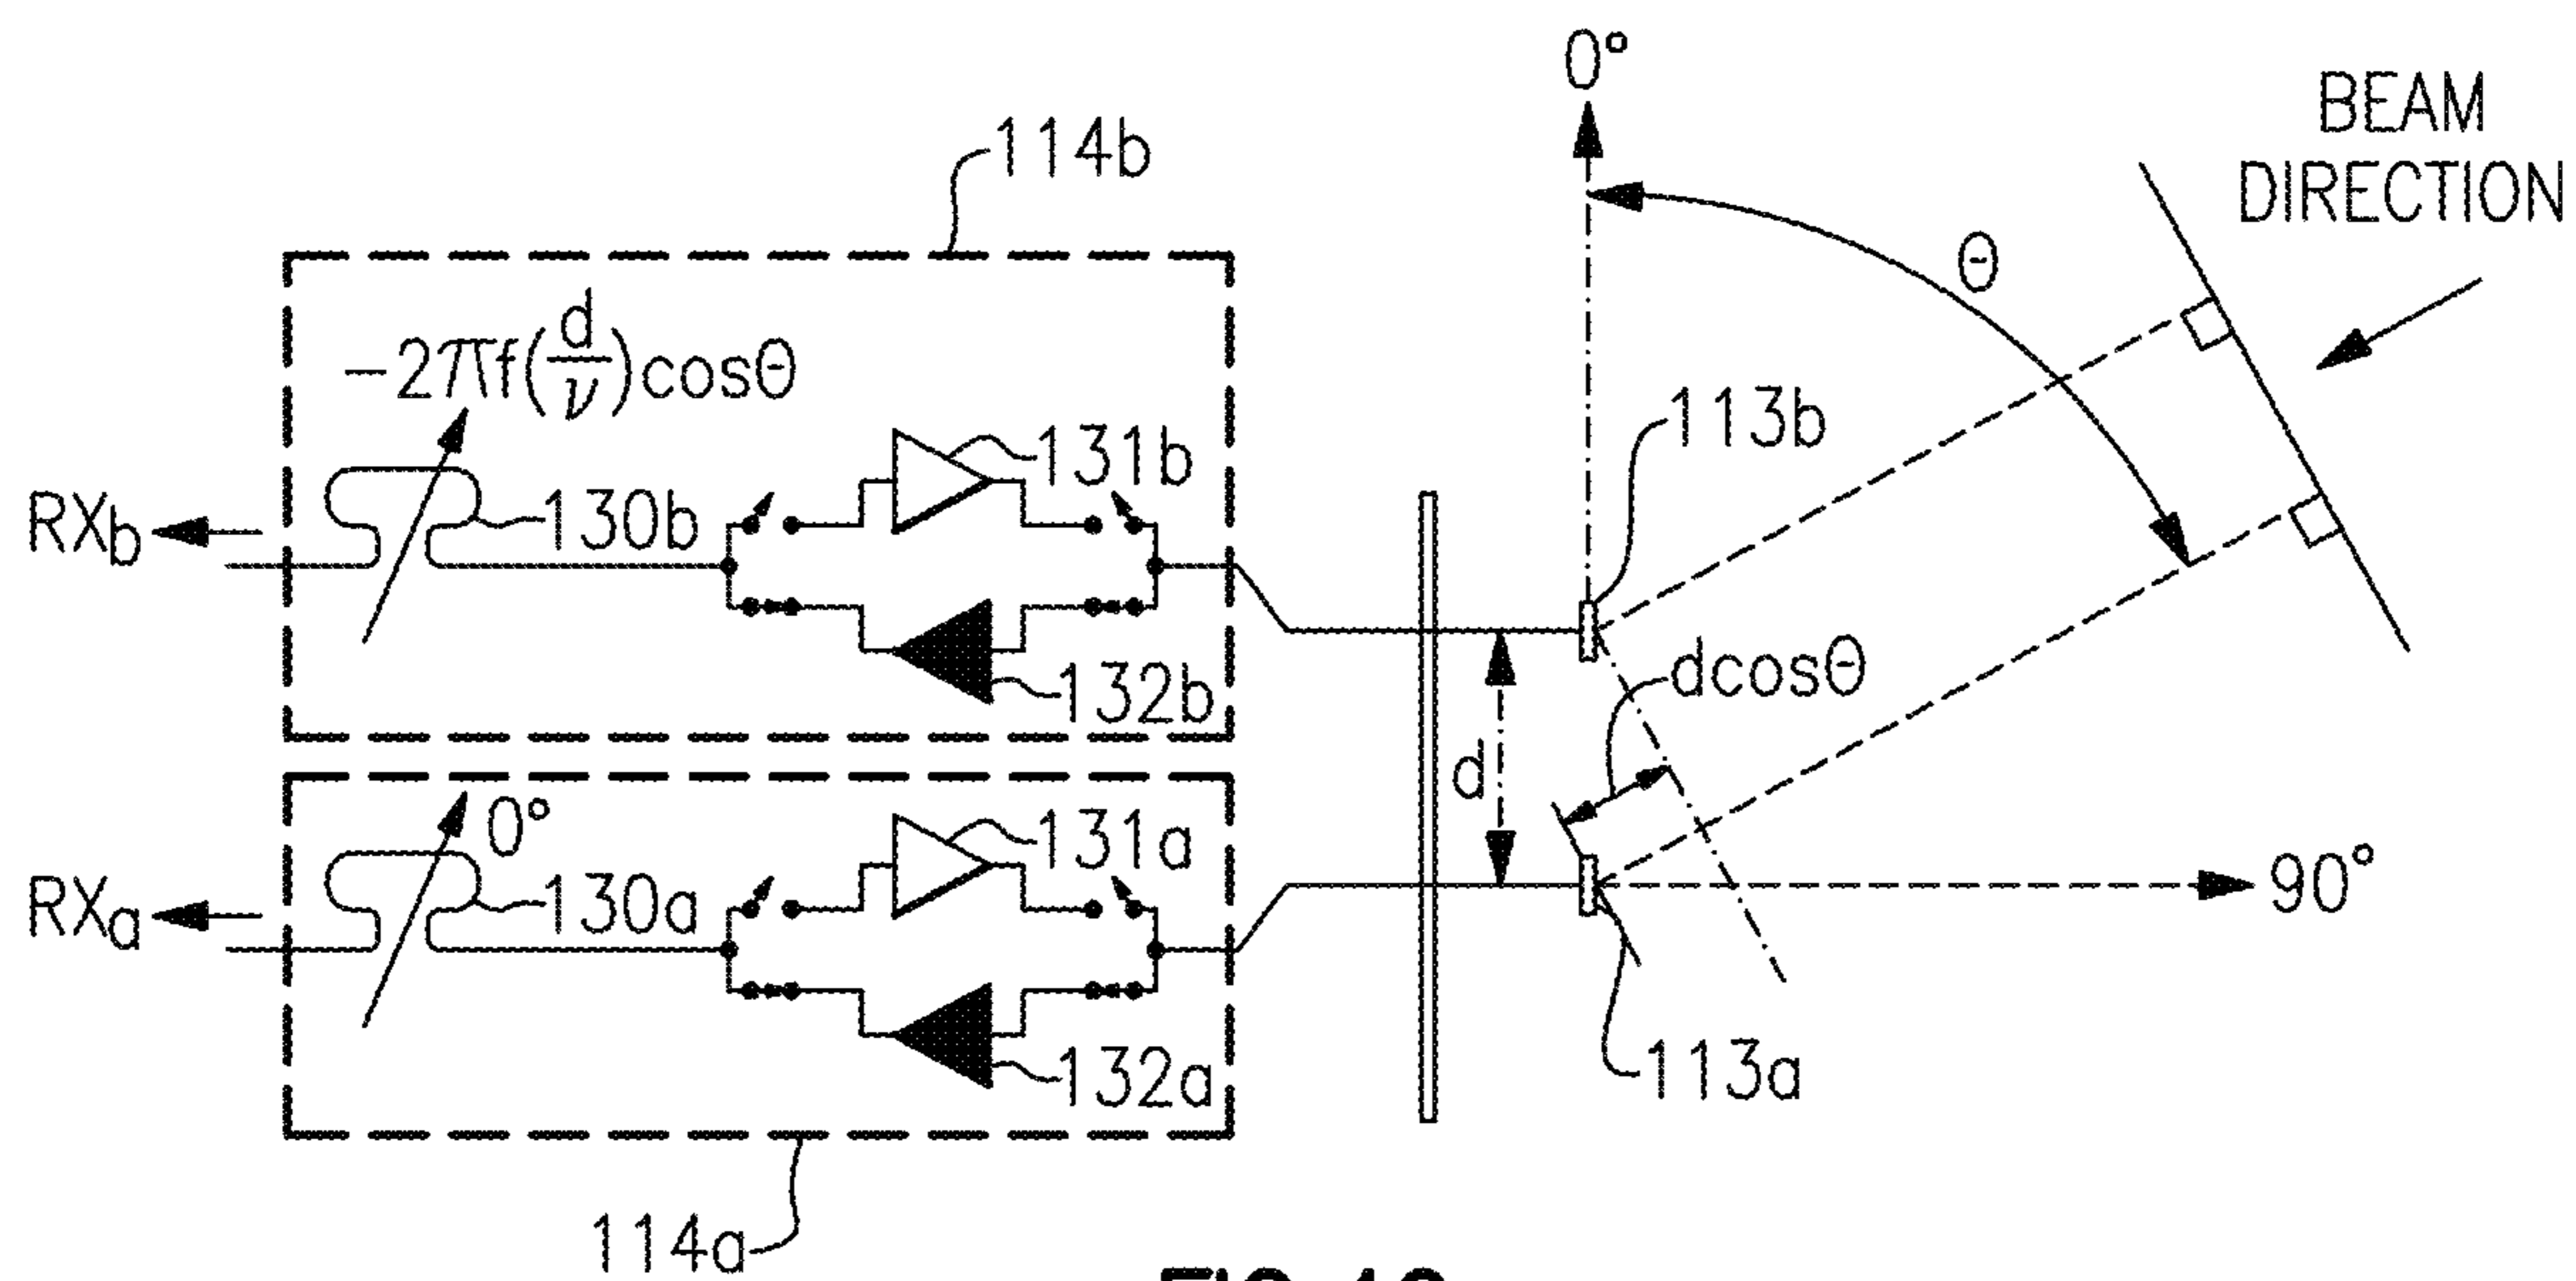 0°
BEAM
DIRECTION
114b
θ
−2πf(d/ν)cosθ
113b
131b
RXb
130b
dcosθ
132b
d
0°
131a
RXa
130a
90°
132a
113a
114a